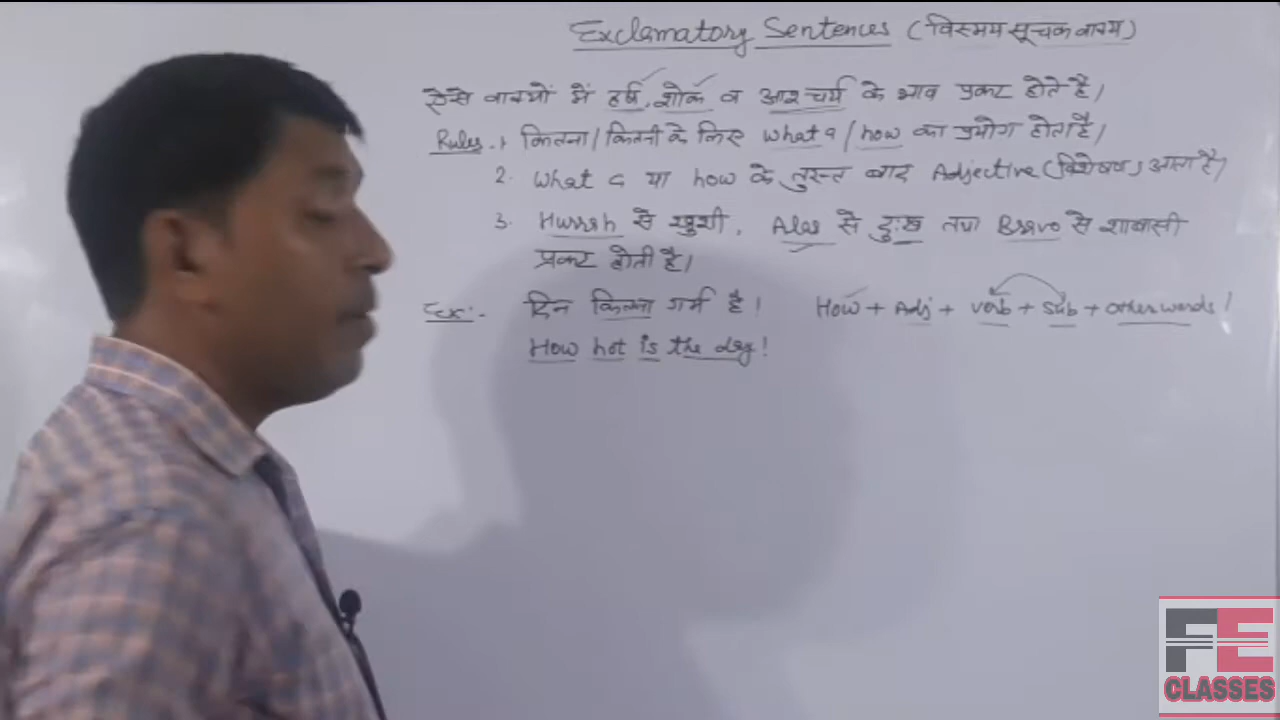 Exclamatory Sentences (विस्मय सूचक वाक्य)
ऐसे वाक्यों में हर्ष, शोक व आश्चर्य के भाव प्रकट होते है।
Rules :- 1 कितना/कितनी के लिए What a / how का प्रयोग होता है।
2. What a या how के तुरन्त बाद Adjective (विशेषण) आता है।
3. Hurrah से खुशी, Alas से दुःख तथा Bravo से शाबासी
प्रकट होती है।
Ex:- दिन कितना गर्म है! How + Adj + verb + Sub + other words!
How hot is the day!
FE
CLASSES